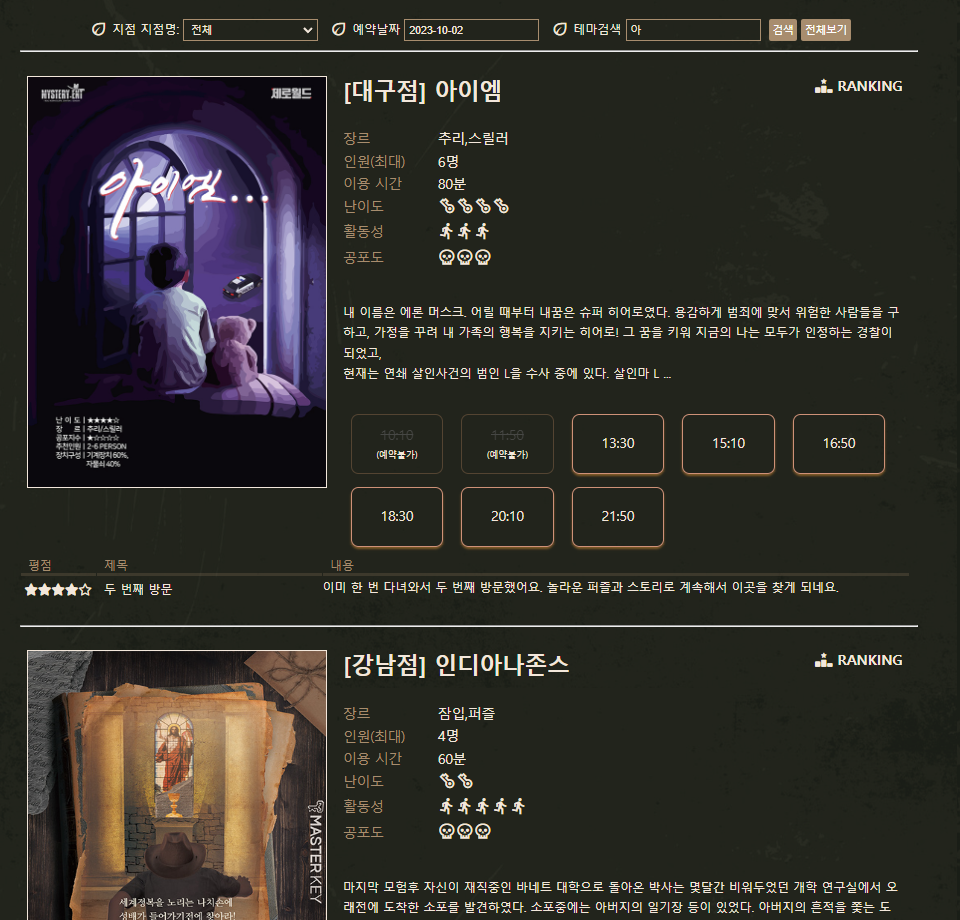 지점 지점명: 전체 예약날짜 2023-10-02 테마검색 아 검색 전체보기
MYSTERY.ENT 제로월드
아이엠...
난 이 도 | ★★★★☆
장 르 | 추리/스릴러
공포지수 | ★☆☆☆☆
추천인원 | 2-6 PERSON
장치구성 | 기계장치 60%,
자물쇠 40%
[대구점] 아이엠
RANKING
장르 추리,스릴러
인원(최대) 6명
이용 시간 80분
난이도
활동성
공포도
내 이름은 에론 머스크. 어릴 때부터 내꿈은 슈퍼 히어로였다. 용감하게 범죄에 맞서 위험한 사람들을 구
하고, 가정을 꾸려 내 가족의 행복을 지키는 히어로! 그 꿈을 키워 지금의 나는 모두가 인정하는 경찰이
되었고,
현재는 연쇄 살인사건의 범인 L을 수사 중에 있다. 살인마 L ...
10:10 11:50 13:30 15:10 16:50
(예약불가) (예약불가)
18:30 20:10 21:50
평점 제목 내용
★★★★☆ 두 번째 방문 이미 한 번 다녀와서 두 번째 방문했어요. 놀라운 퍼즐과 스토리로 계속해서 이곳을 찾게 되네요.
MASTERKEY
세계정복을 노리는 나치손에
성배가 들어가기전에 찾아라!
[강남점] 인디아나존스
RANKING
장르 잠입,퍼즐
인원(최대) 4명
이용 시간 60분
난이도
활동성
공포도
마지막 모험후 자신이 재직중인 바네트 대학으로 돌아온 박사는 몇달간 비워두었던 개학 연구실에서 오
래전에 도착한 소포를 발견하였다. 소포중에는 아버지의 일기장 등이 있었다. 아버지의 흔적을 쫓는 도